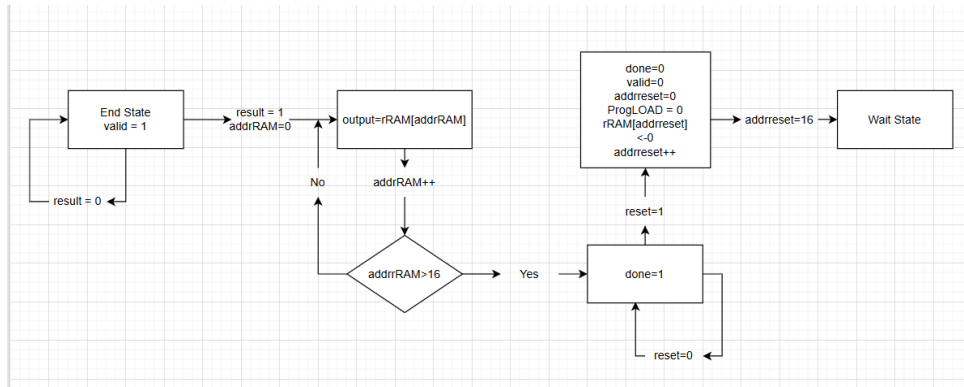 End State
valid = 1
result = 0
result = 1
addrRAM=0
output=rRAM[addrRAM]
addrRAM++
No
addrrRAM>16
Yes
done=1
reset=0
reset=1
done=0
valid=0
addrreset=0
ProgLOAD = 0
rRAM[addrreset]
<-0
addrreset++
addrreset=16
Wait State